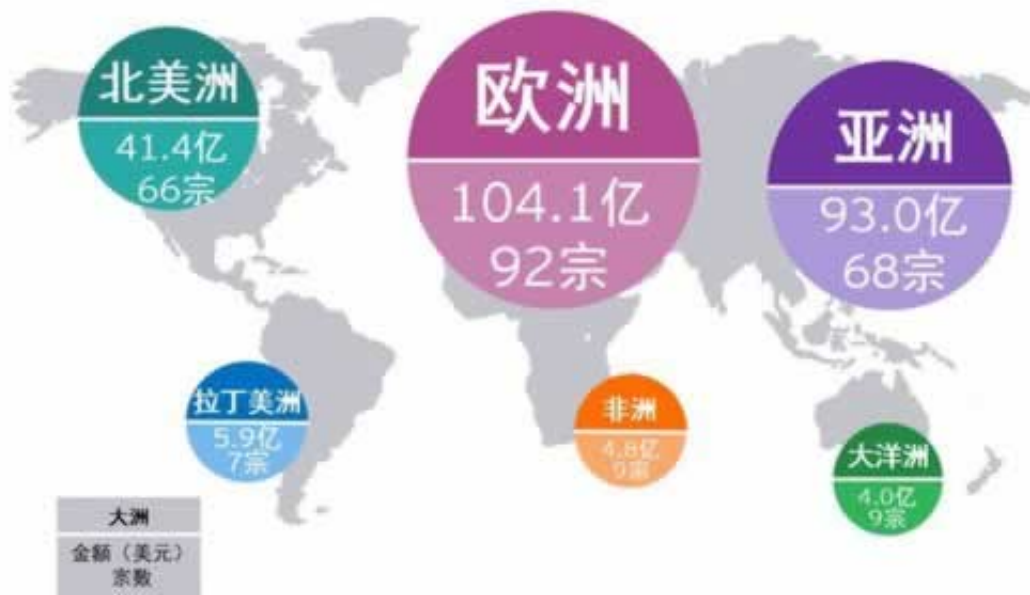 北美洲
41.4亿
66宗
欧洲
104.1亿
92宗
亚洲
93.0亿
68宗
拉丁美洲
5.9亿
7宗
非洲
4.8亿
9宗
大洋洲
4.0亿
9宗
大洲
金额（美元）
宗数